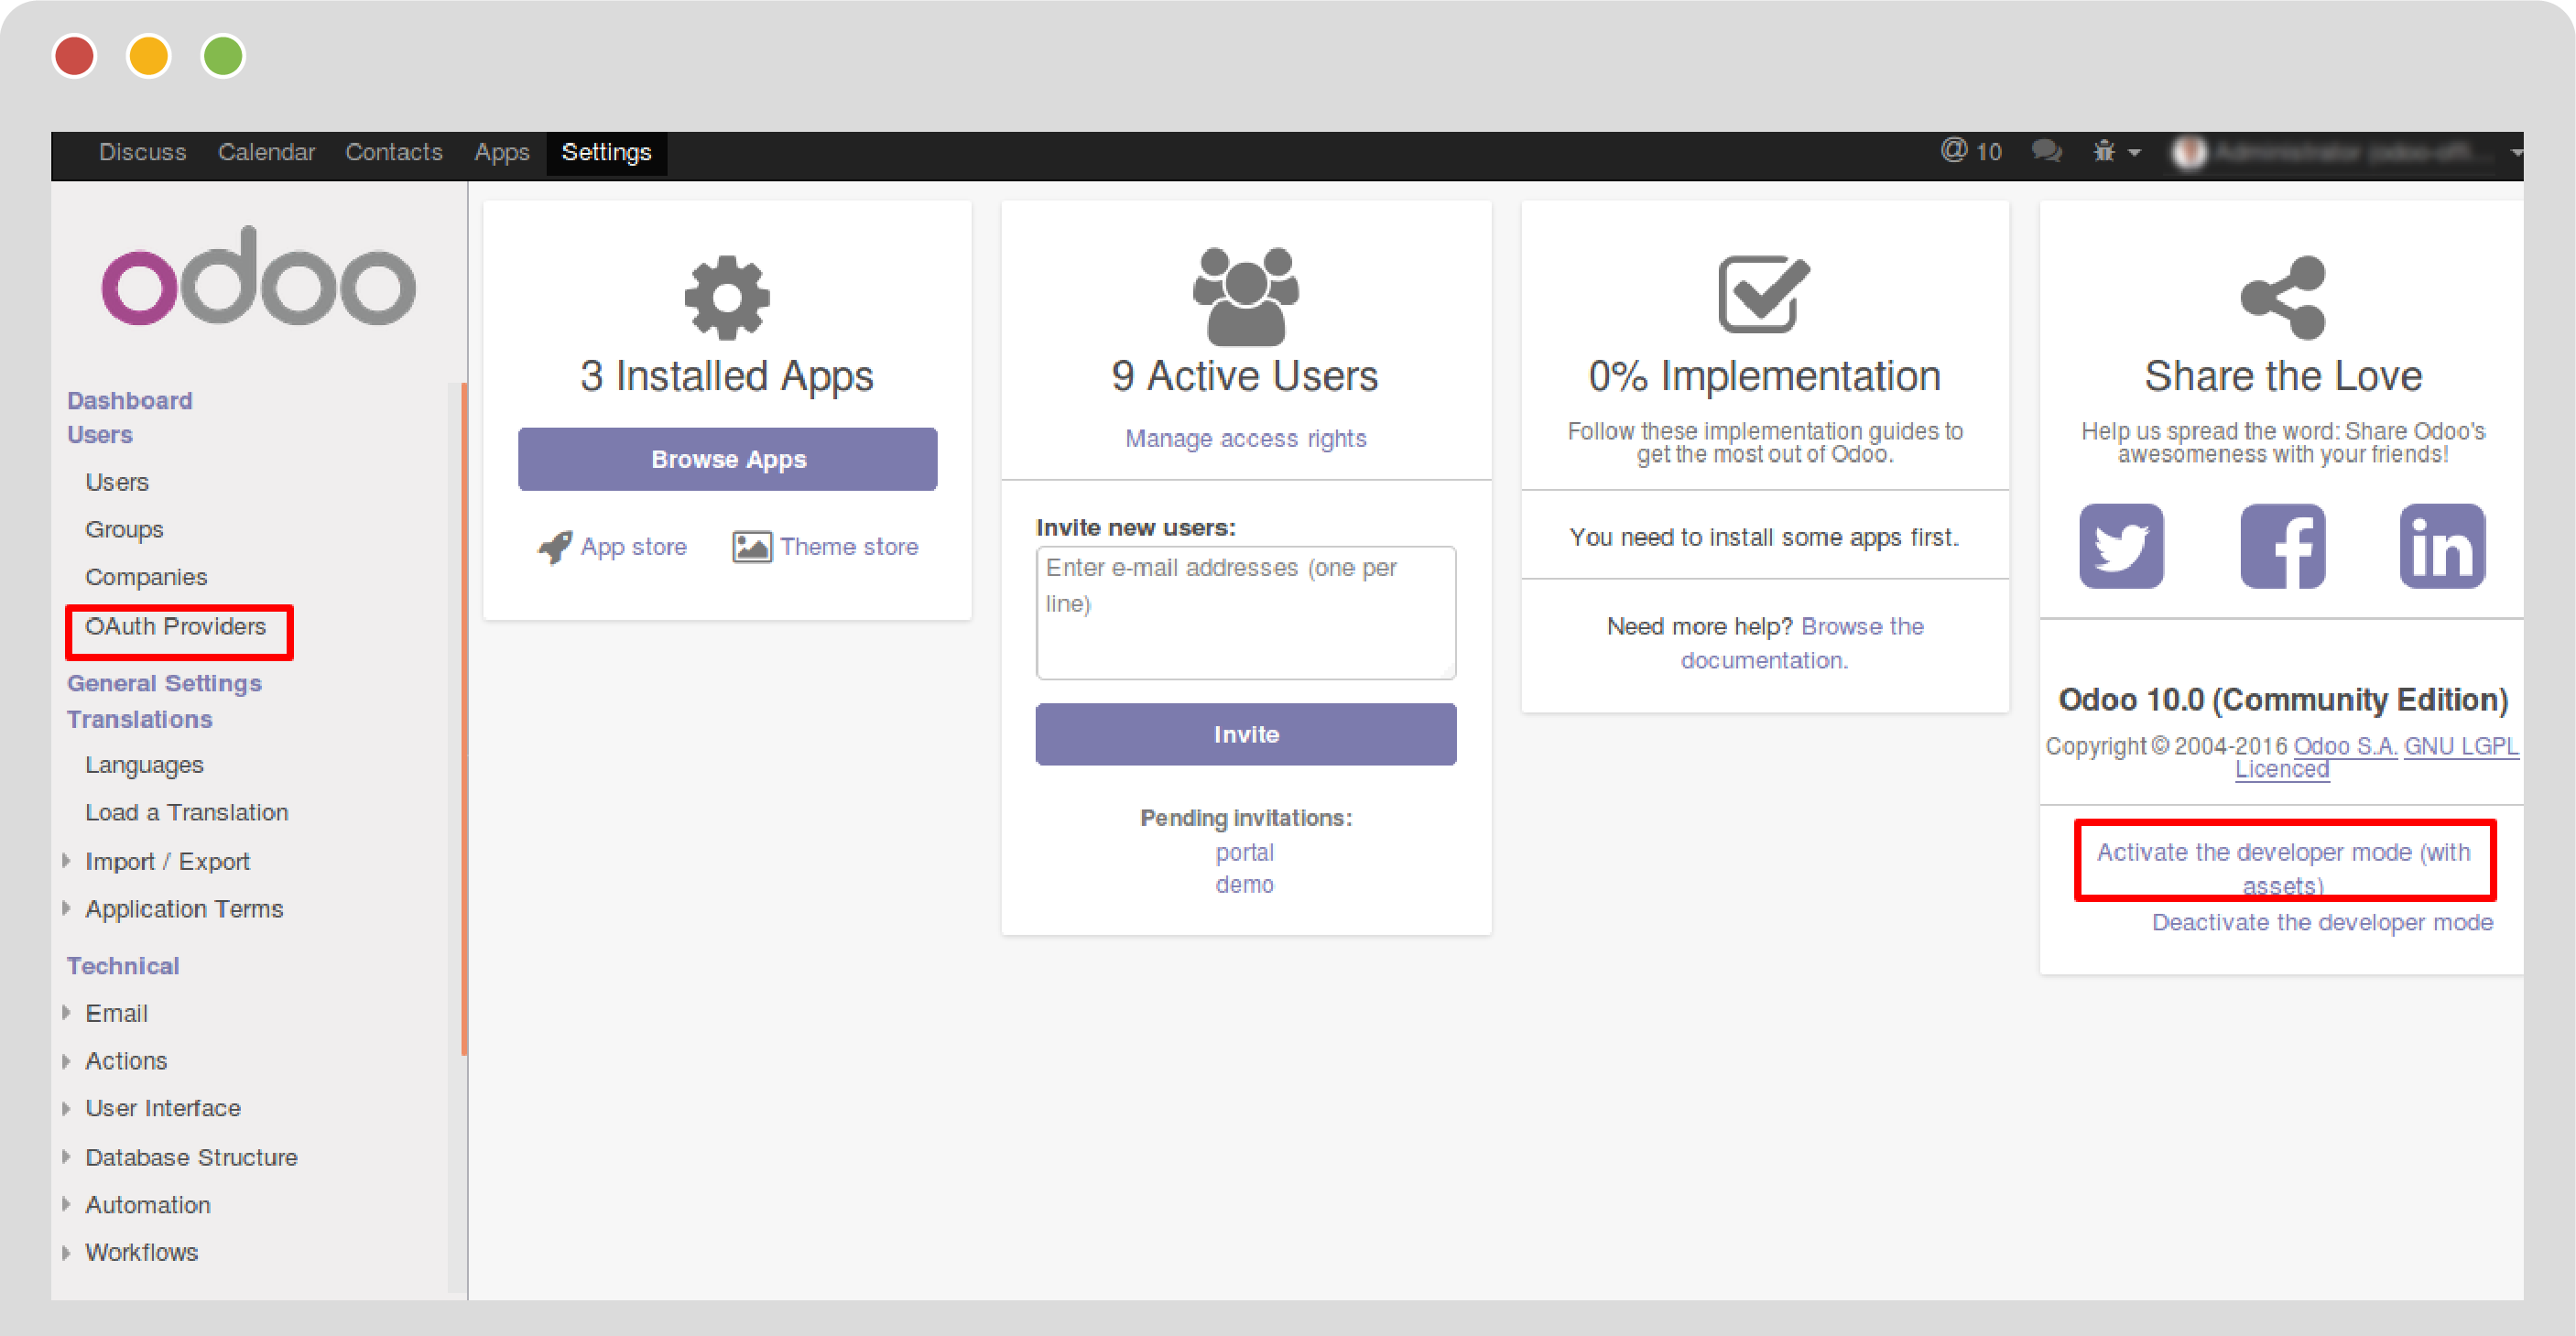 Discuss Calendar Contacts Apps Settings
@ 10
odoo
Dashboard
Users
Users
Groups
Companies
OAuth Providers
General Settings
Translations
Languages
Load a Translation
Import / Export
Application Terms
Technical
Email
Actions
User Interface
Database Structure
Automation
Workflows
3 Installed Apps
Browse Apps
App store
Theme store
9 Active Users
Manage access rights
Invite new users:
Enter e-mail addresses (one per
line)
Invite
Pending invitations:
portal
demo
0% Implementation
Follow these implementation guides to
get the most out of Odoo.
You need to install some apps first.
Need more help? Browse the
documentation.
Share the Love
Help us spread the word: Share Odoo's
awesomeness with your friends!
in
Odoo 10.0 (Community Edition)
Copyright © 2004-2016 Odoo S.A. GNU LGPL
Licenced
Activate the developer mode (with
assets)
Deactivate the developer mode